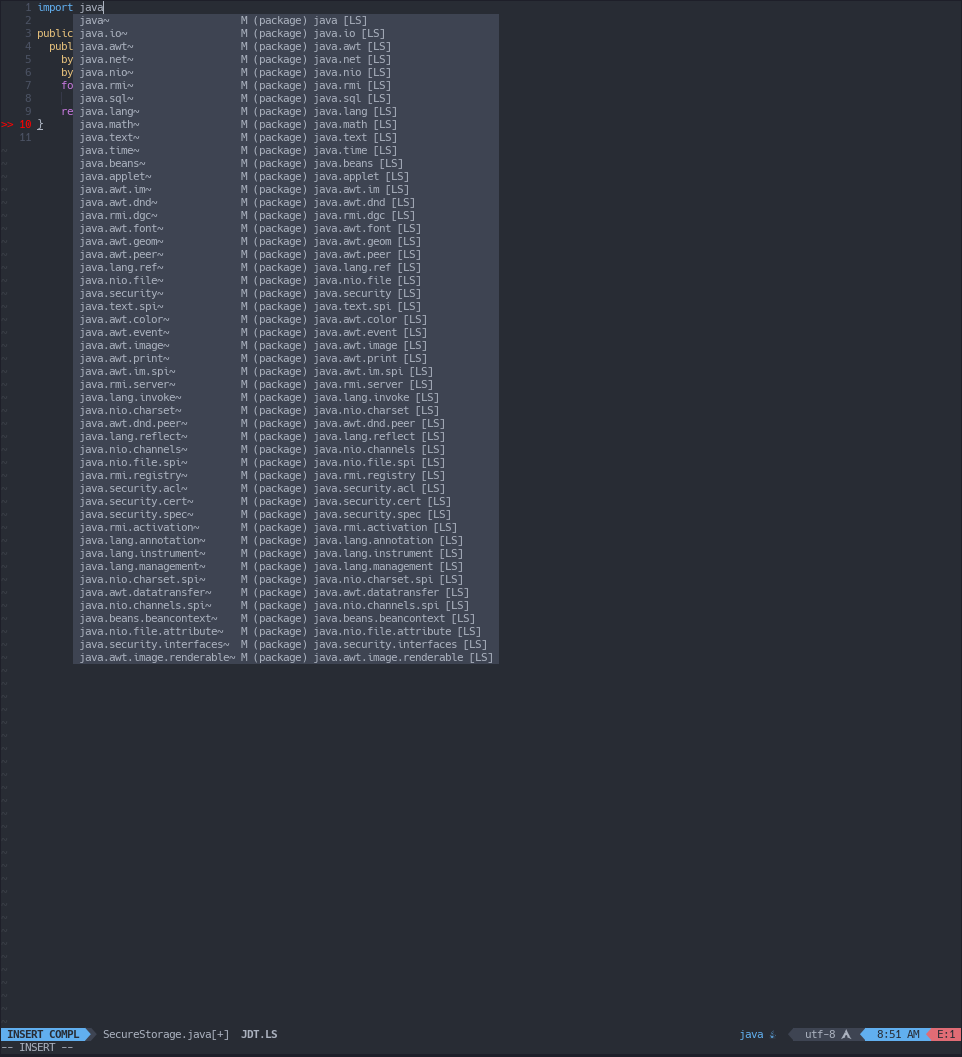 1 import java
2 java~ M (package) java [LS]
3 public java.io~ M (package) java.io [LS]
4 publ java.awt~ M (package) java.awt [LS]
5 by java.net~ M (package) java.net [LS]
6 by java.nio~ M (package) java.nio [LS]
7 fo java.rmi~ M (package) java.rmi [LS]
8 java.sql~ M (package) java.sql [LS]
9 re java.lang~ M (package) java.lang [LS]
>> 10 } java.math~ M (package) java.math [LS]
11 java.text~ M (package) java.text [LS]
~ java.time~ M (package) java.time [LS]
~ java.beans~ M (package) java.beans [LS]
~ java.applet~ M (package) java.applet [LS]
~ java.awt.im~ M (package) java.awt.im [LS]
~ java.awt.dnd~ M (package) java.awt.dnd [LS]
~ java.rmi.dgc~ M (package) java.rmi.dgc [LS]
~ java.awt.font~ M (package) java.awt.font [LS]
~ java.awt.geom~ M (package) java.awt.geom [LS]
~ java.awt.peer~ M (package) java.awt.peer [LS]
~ java.lang.ref~ M (package) java.lang.ref [LS]
~ java.nio.file~ M (package) java.nio.file [LS]
~ java.security~ M (package) java.security [LS]
~ java.text.spi~ M (package) java.text.spi [LS]
~ java.awt.color~ M (package) java.awt.color [LS]
~ java.awt.event~ M (package) java.awt.event [LS]
~ java.awt.image~ M (package) java.awt.image [LS]
~ java.awt.print~ M (package) java.awt.print [LS]
~ java.awt.im.spi~ M (package) java.awt.im.spi [LS]
~ java.rmi.server~ M (package) java.rmi.server [LS]
~ java.lang.invoke~ M (package) java.lang.invoke [LS]
~ java.nio.charset~ M (package) java.nio.charset [LS]
~ java.awt.dnd.peer~ M (package) java.awt.dnd.peer [LS]
~ java.lang.reflect~ M (package) java.lang.reflect [LS]
~ java.nio.channels~ M (package) java.nio.channels [LS]
~ java.nio.file.spi~ M (package) java.nio.file.spi [LS]
~ java.rmi.registry~ M (package) java.rmi.registry [LS]
~ java.security.acl~ M (package) java.security.acl [LS]
~ java.security.cert~ M (package) java.security.cert [LS]
~ java.security.spec~ M (package) java.security.spec [LS]
~ java.rmi.activation~ M (package) java.rmi.activation [LS]
~ java.lang.annotation~ M (package) java.lang.annotation [LS]
~ java.lang.instrument~ M (package) java.lang.instrument [LS]
~ java.lang.management~ M (package) java.lang.management [LS]
~ java.nio.charset.spi~ M (package) java.nio.charset.spi [LS]
~ java.awt.datatransfer~ M (package) java.awt.datatransfer [LS]
~ java.nio.channels.spi~ M (package) java.nio.channels.spi [LS]
~ java.beans.beancontext~ M (package) java.beans.beancontext [LS]
~ java.nio.file.attribute~ M (package) java.nio.file.attribute [LS]
~ java.security.interfaces~ M (package) java.security.interfaces [LS]
~ java.awt.image.renderable~ M (package) java.awt.image.renderable [LS]
INSERT COMPL SecureStorage.java[+] JDT.LS java utf-8 8:51 AM E:1
-- INSERT --